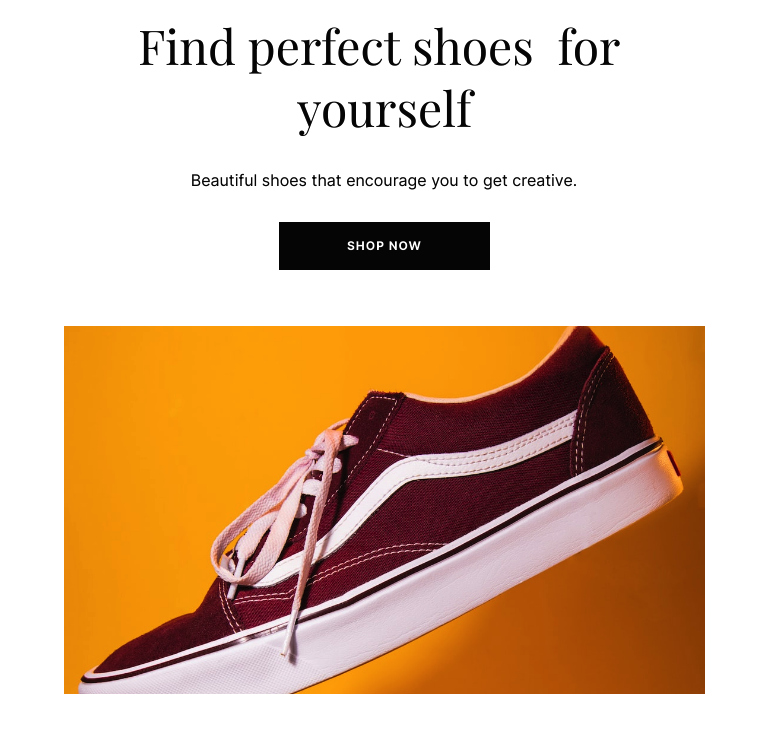 Find perfect shoes  for
yourself
Beautiful shoes that encourage you to get creative.
SHOP NOW